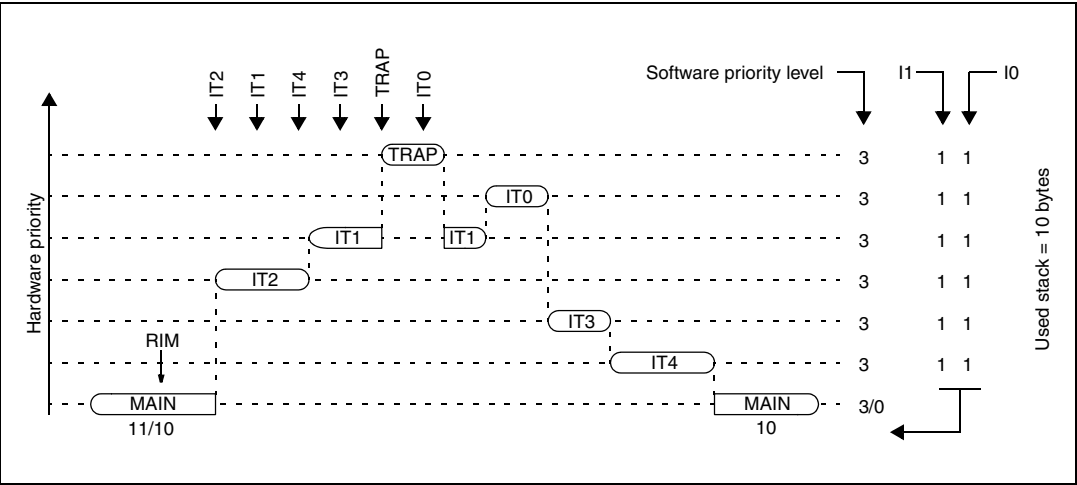 IT2
IT1
IT4
IT3
TRAP
IT0
Software priority level
I1
I0
TRAP
3
1 1
IT0
3
1 1
IT1
IT1
3
1 1
IT2
3
1 1
IT3
3
1 1
RIM
IT4
3
1 1
MAIN
MAIN
3/0
11/10
10
Hardware priority
Used stack = 10 bytes